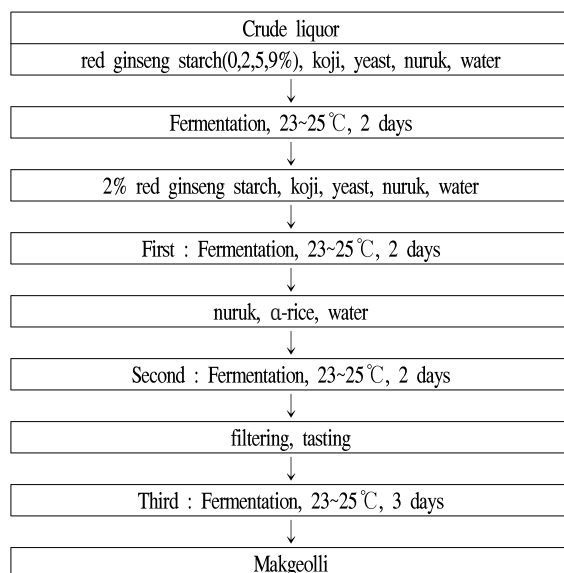 Crude liquor
red ginseng starch(0,2,5,9%), koji, yeast, nuruk, water
Fermentation, 23~25℃, 2 days
2% red ginseng starch, koji, yeast, nuruk, water
First : Fermentation, 23~25℃, 2 days
nuruk, α-rice, water
Second : Fermentation, 23~25℃, 2 days
filtering, tasting
Third : Fermentation, 23~25℃, 3 days
Makgeolli